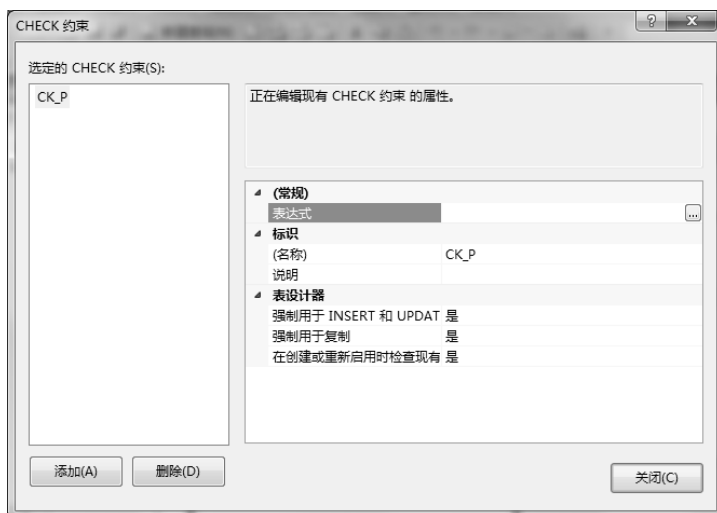 CHECK 约束
选定的 CHECK 约束(S):
CK_P
正在编辑现有 CHECK 约束 的属性。
(常规)
表达式
...
标识
(名称) CK_P
说明
表设计器
强制用于 INSERT 和 UPDAT 是
强制用于复制 是
在创建或重新启用时检查现有 是
添加(A) 删除(D)
关闭(C)